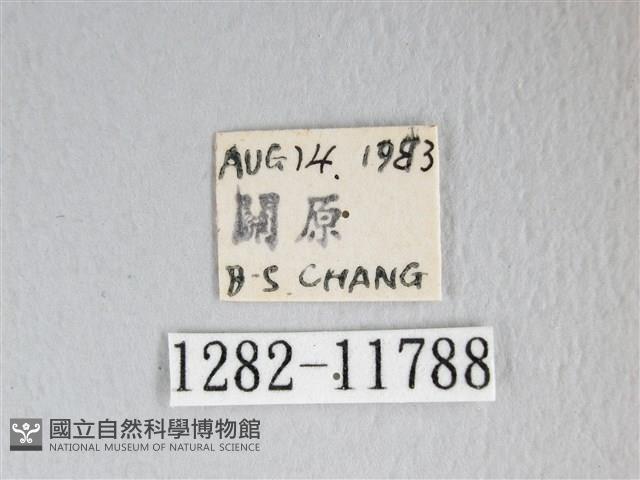 AUG 14. 1983
關原
B-S CHANG
1282-11788
國立自然科學博物館
NATIONAL MUSEUM OF NATURAL SCIENCE